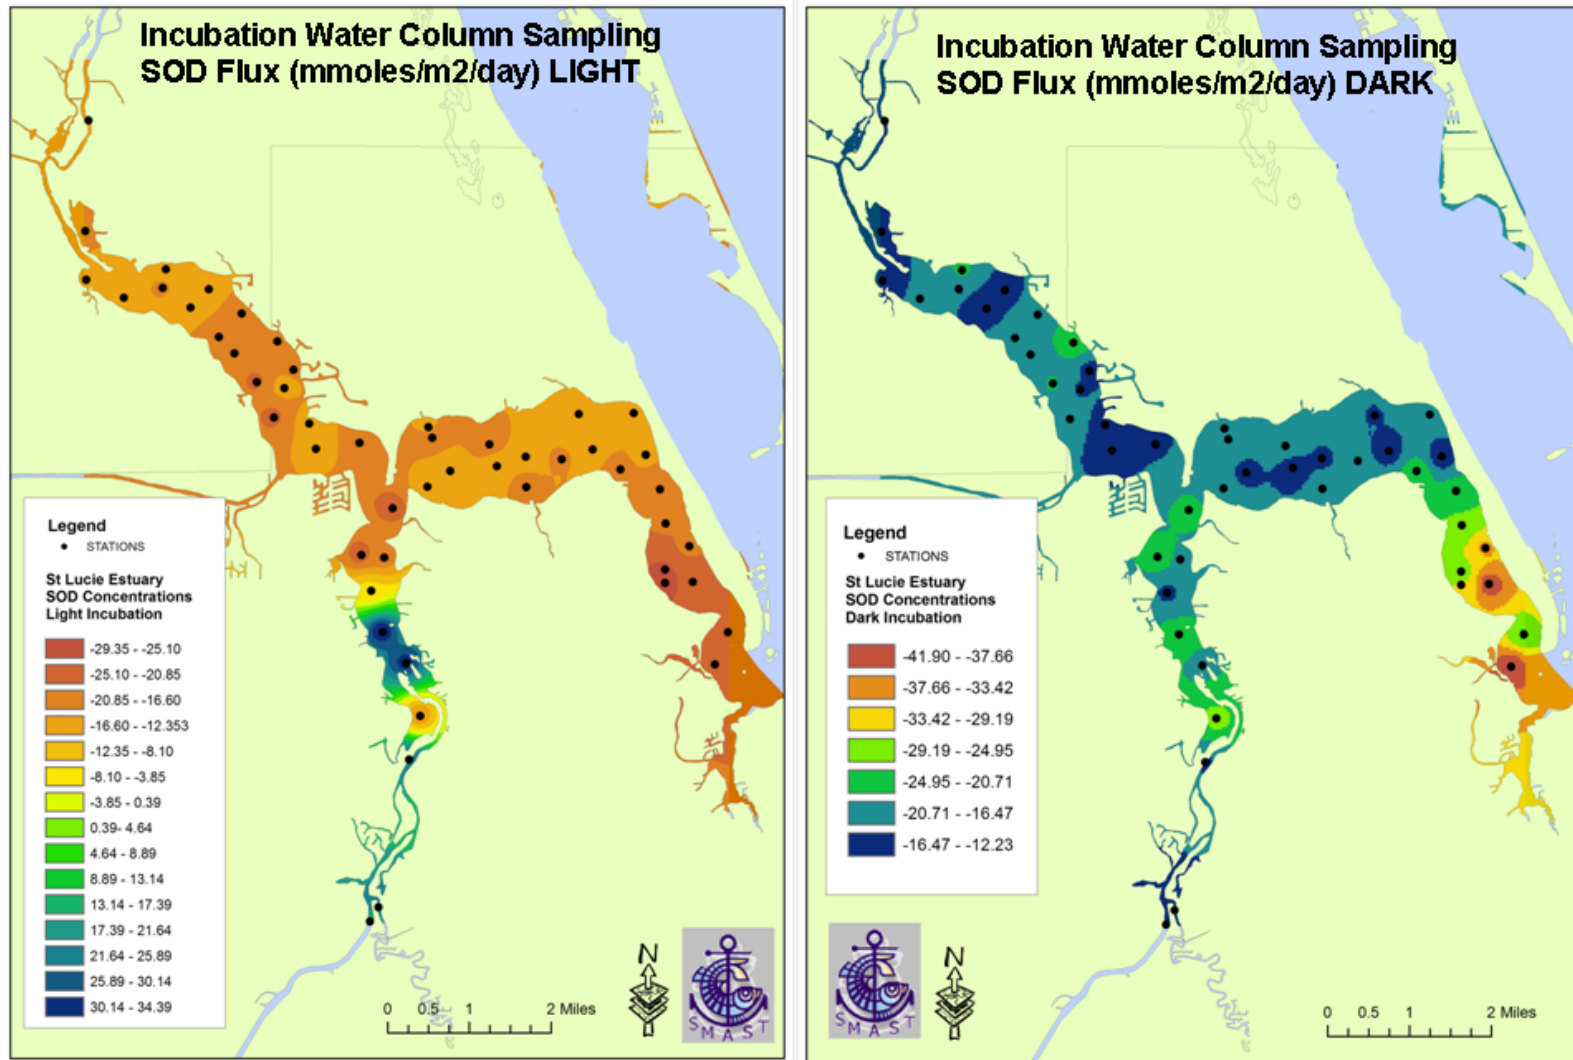 Incubation Water Column Sampling
SOD Flux (mmoles/m2/day) LIGHT
Legend
STATIONS
St Lucie Estuary
SOD Concentrations
Light Incubation
-29.35 - -25.10
-25.10 - -20.85
-20.85 - -16.60
-16.60 - -12.353
-12.35 - -8.10
-8.10 - -3.85
-3.85 - 0.39
0.39- 4.64
4.64 - 8.89
8.89 - 13.14
13.14 - 17.39
17.39 - 21.64
21.64 - 25.89
25.89 - 30.14
30.14 - 34.39
0 0.5 1 2 Miles
N
SMAST
Incubation Water Column Sampling
SOD Flux (mmoles/m2/day) DARK
Legend
STATIONS
St Lucie Estuary
SOD Concentrations
Dark Incubation
-41.90 - -37.66
-37.66 - -33.42
-33.42 - -29.19
-29.19 - -24.95
-24.95 - -20.71
-20.71 - -16.47
-16.47 - -12.23
SMAST
N
0 0.5 1 2 Miles